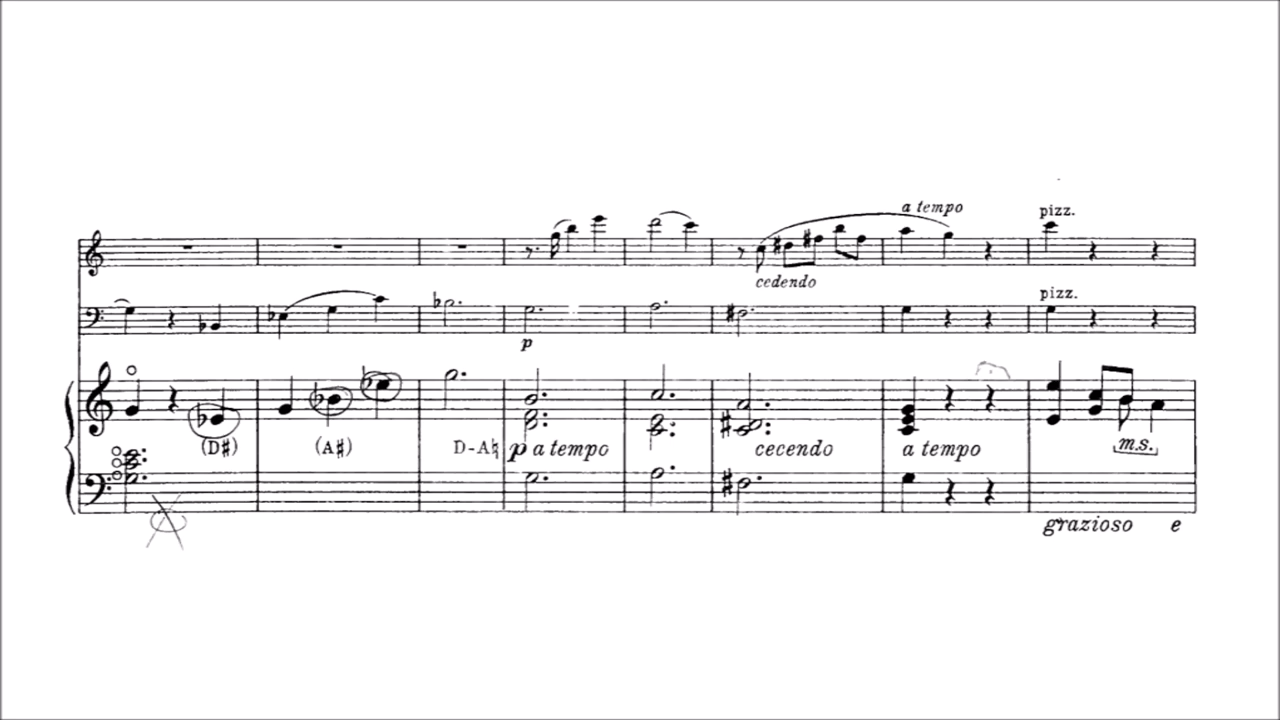 a tempo
pizz.
cedendo
pizz.
p
(D♯) (A♯) D-A♮ p a tempo cecendo a tempo m.s.
grazioso e